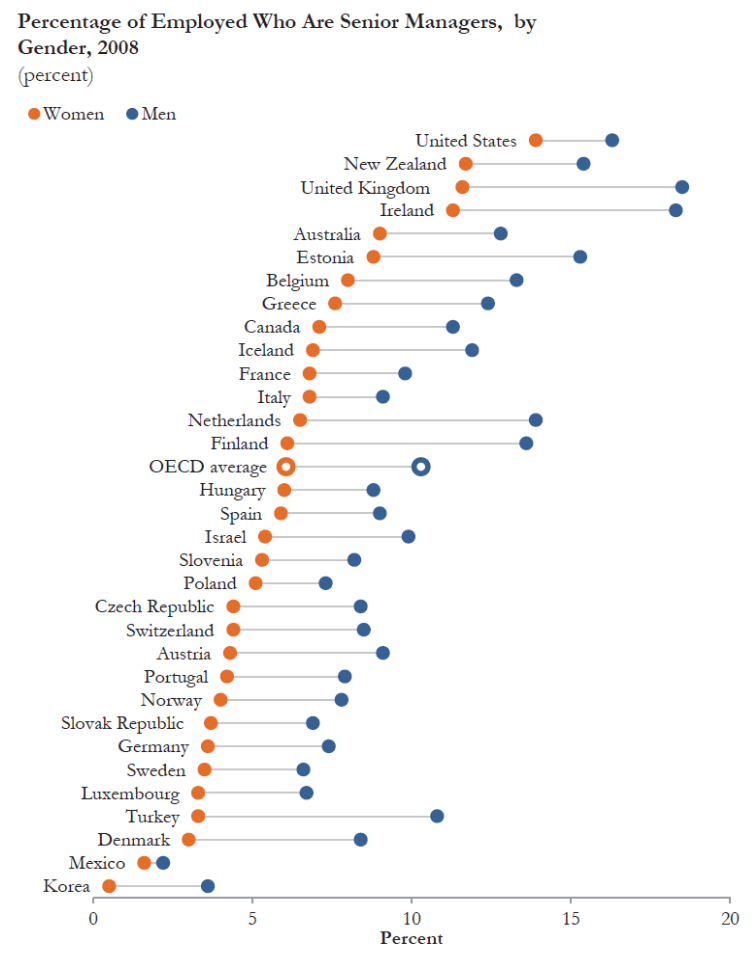 Percentage of Employed Who Are Senior Managers, by
Gender, 2008
(percent)
Women Men
United States
New Zealand
United Kingdom
Ireland
Australia
Estonia
Belgium
Greece
Canada
Iceland
France
Italy
Netherlands
Finland
OECD average
Hungary
Spain
Israel
Slovenia
Poland
Czech Republic
Switzerland
Austria
Portugal
Norway
Slovak Republic
Germany
Sweden
Luxembourg
Turkey
Denmark
Mexico
Korea
0 5 10 15 20
Percent